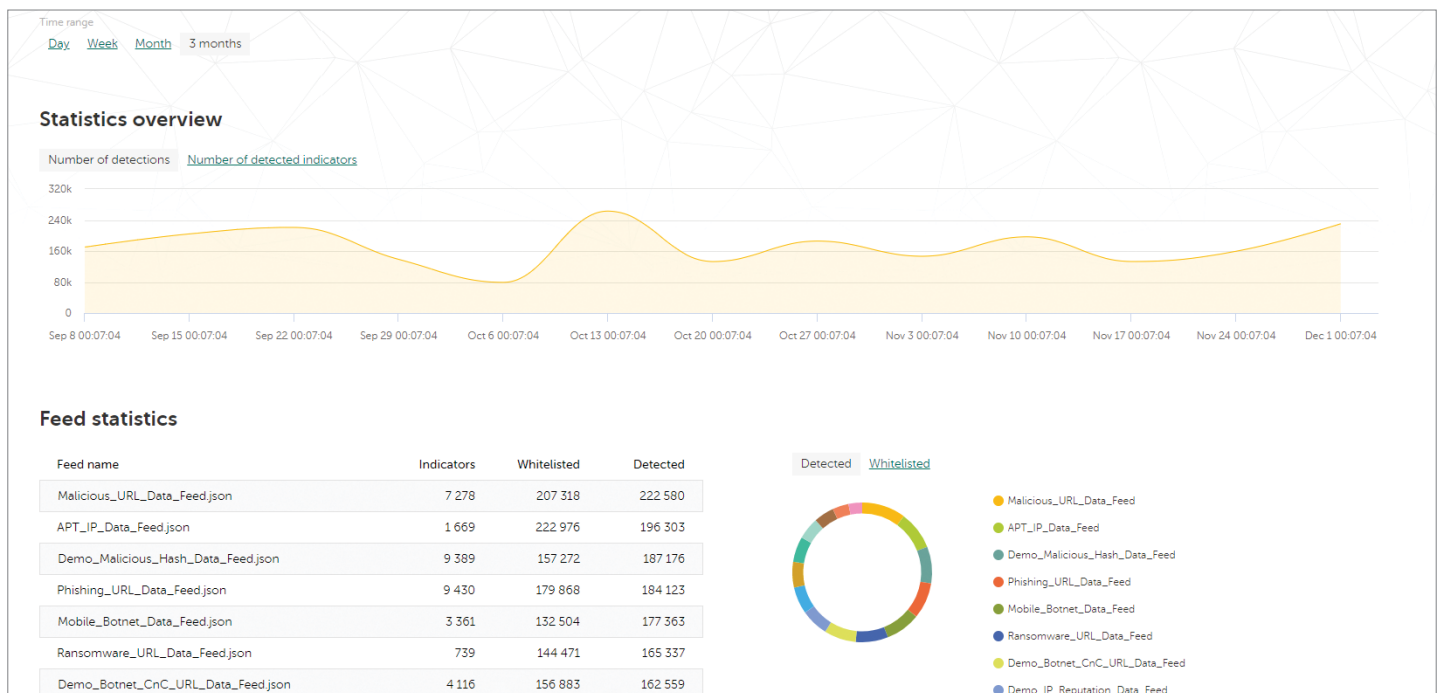 Time range
Day Week Month 3 months
Statistics overview
Number of detections Number of detected indicators
320k
240k
160k
80k
0
Sep 8 00:07:04 Sep 15 00:07:04 Sep 22 00:07:04 Sep 29 00:07:04 Oct 6 00:07:04 Oct 13 00:07:04 Oct 20 00:07:04 Oct 27 00:07:04 Nov 3 00:07:04 Nov 10 00:07:04 Nov 17 00:07:04 Nov 24 00:07:04 Dec 1 00:07:04
Feed statistics
Feed name Indicators Whitelisted Detected
Malicious_URL_Data_Feed.json 7 278 207 318 222 580
APT_IP_Data_Feed.json 1 669 222 976 196 303
Demo_Malicious_Hash_Data_Feed.json 9 389 157 272 187 176
Phishing_URL_Data_Feed.json 9 430 179 868 184 123
Mobile_Botnet_Data_Feed.json 3 361 132 504 177 363
Ransomware_URL_Data_Feed.json 739 144 471 165 337
Demo_Botnet_CnC_URL_Data_Feed.json 4 116 156 883 162 559
Detected Whitelisted
Malicious_URL_Data_Feed
APT_IP_Data_Feed
Demo_Malicious_Hash_Data_Feed
Phishing_URL_Data_Feed
Mobile_Botnet_Data_Feed
Ransomware_URL_Data_Feed
Demo_Botnet_CnC_URL_Data_Feed
Demo_IP_Reputation_Data_Feed